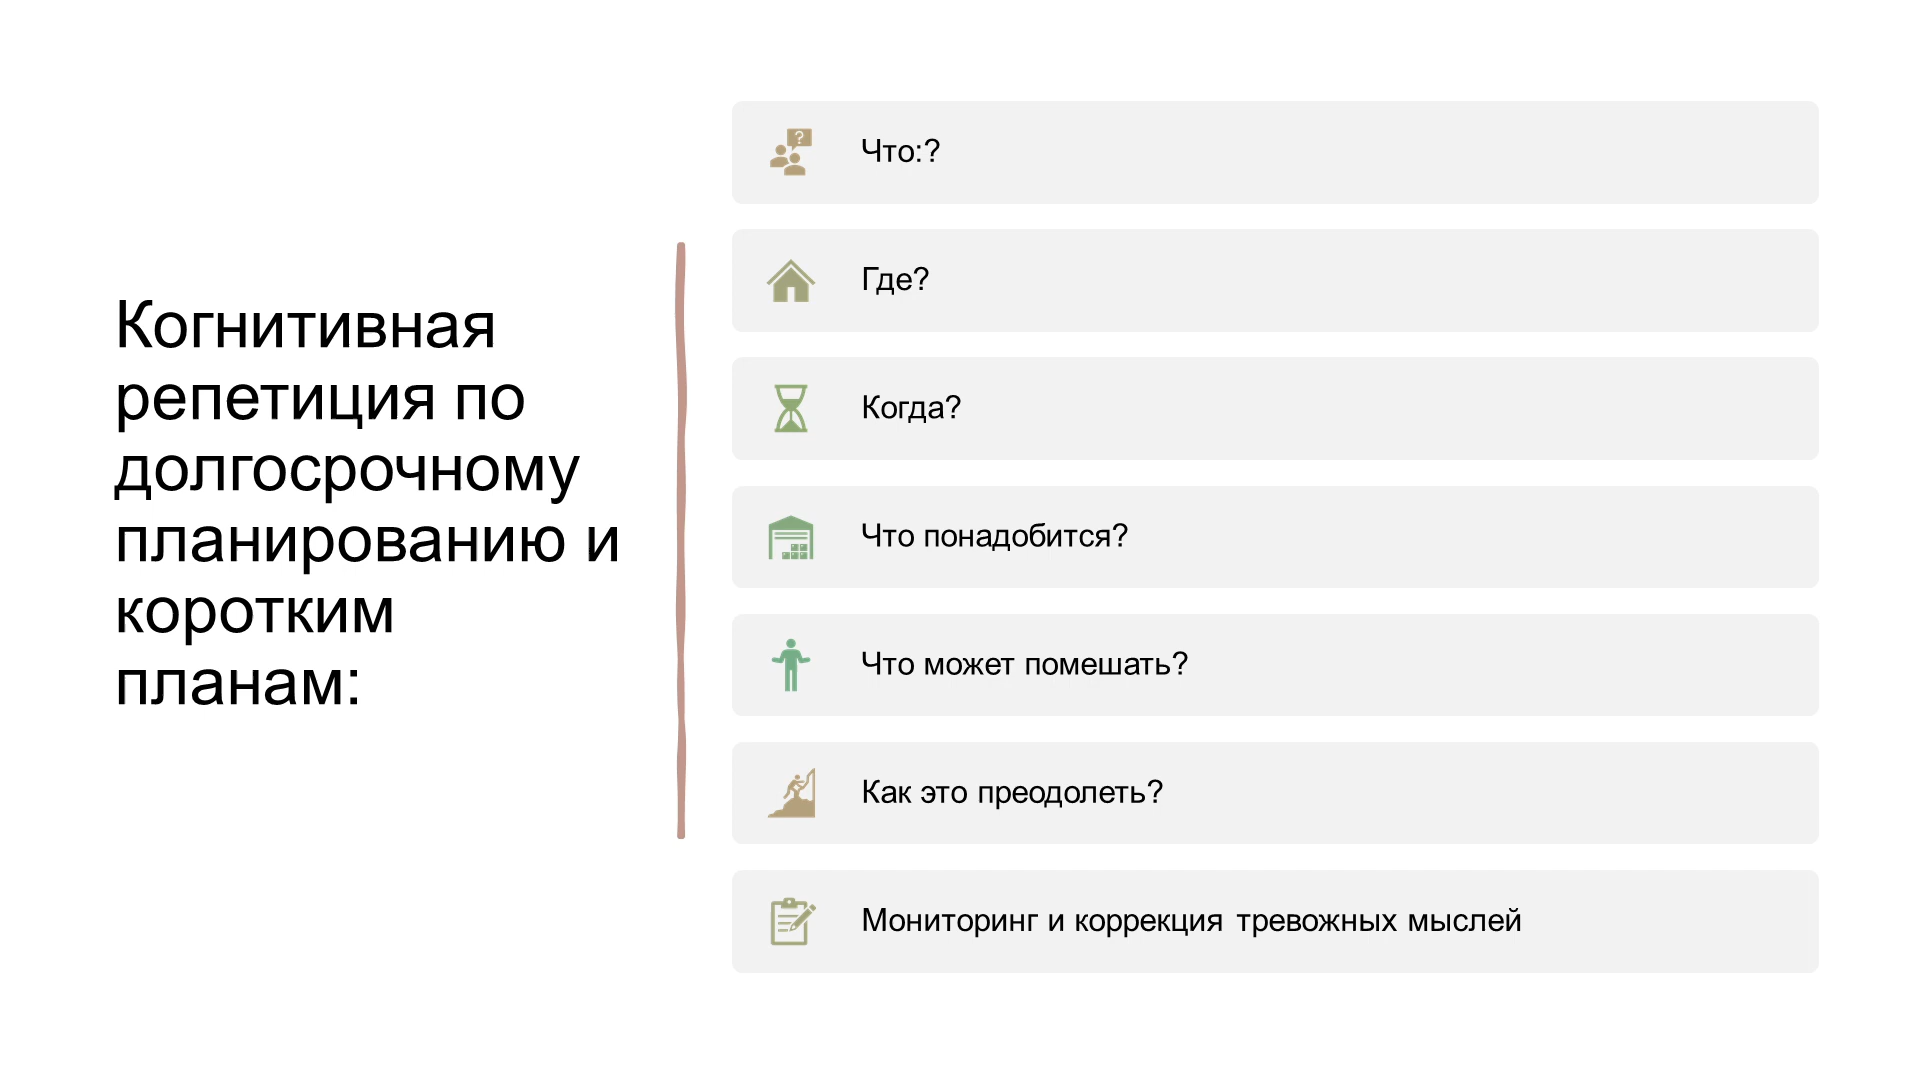 Когнитивная
репетиция по
долгосрочному
планированию и
коротким
планам:
Что:?
Где?
Когда?
Что понадобится?
Что может помешать?
Как это преодолеть?
Мониторинг и коррекция тревожных мыслей